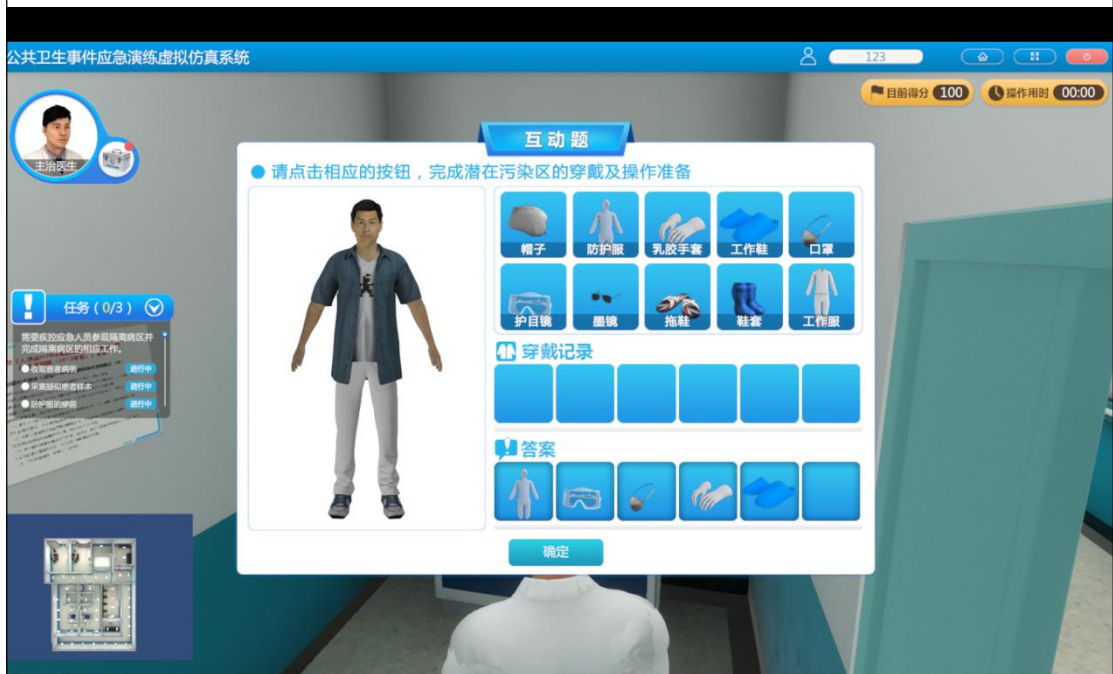 公共卫生事件应急演练虚拟仿真系统
123
目前得分 100
操作用时 00:00
主治医生
互动题
请点击相应的按钮，完成潜在污染区的穿戴及操作准备
帽子
防护服
乳胶手套
工作鞋
口罩
护目镜
墨镜
拖鞋
鞋套
工作服
任务（0/3）
需要疾控应急人员参观隔离病区并
完成隔离病区的相应工作。
收取患者病例 进行中
采集疑似患者样本 进行中
防护服的穿脱 进行中
穿戴记录
答案
确定